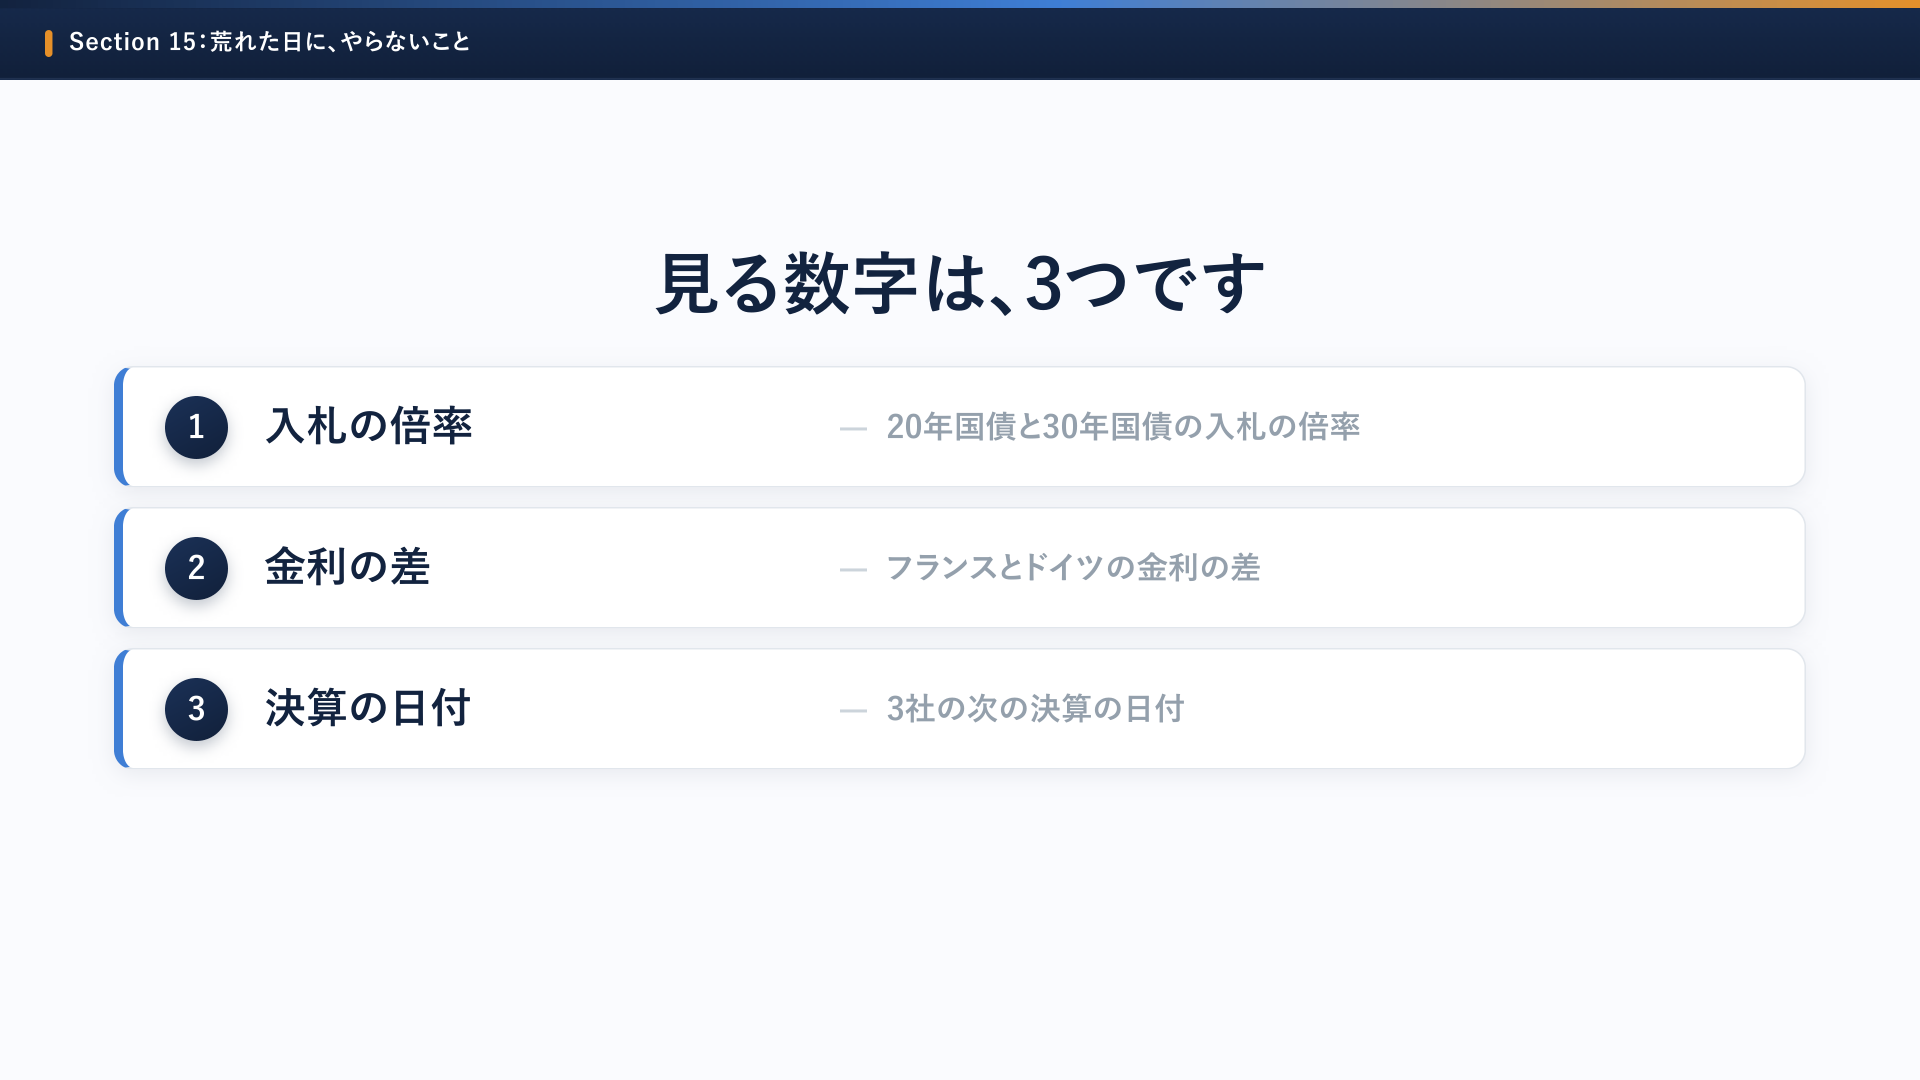 Section 15：荒れた日に、やらないこと
見る数字は、3つです
1 入札の倍率 — 20年国債と30年国債の入札の倍率
2 金利の差 — フランスとドイツの金利の差
3 決算の日付 — 3社の次の決算の日付